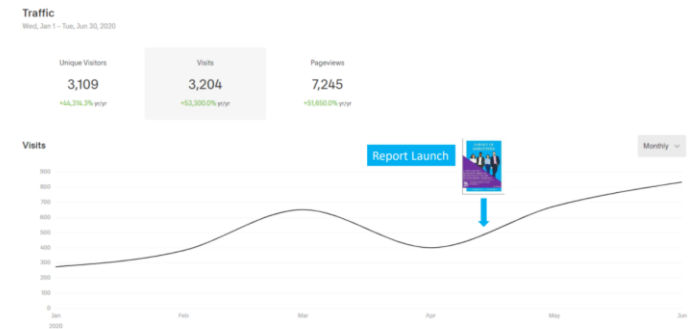 Traffic
Wed, Jan 1 – Tue, Jun 30, 2020
Unique Visitors
Visits
Pageviews
3,109
3,204
7,245
+44,314.3% yr/yr
+53,300.0% yr/yr
+51,650.0% yr/yr
Visits
Monthly
Report Launch
900
800
700
600
500
400
300
200
100
0
Jan
Feb
Mar
Apr
May
Jun
2020